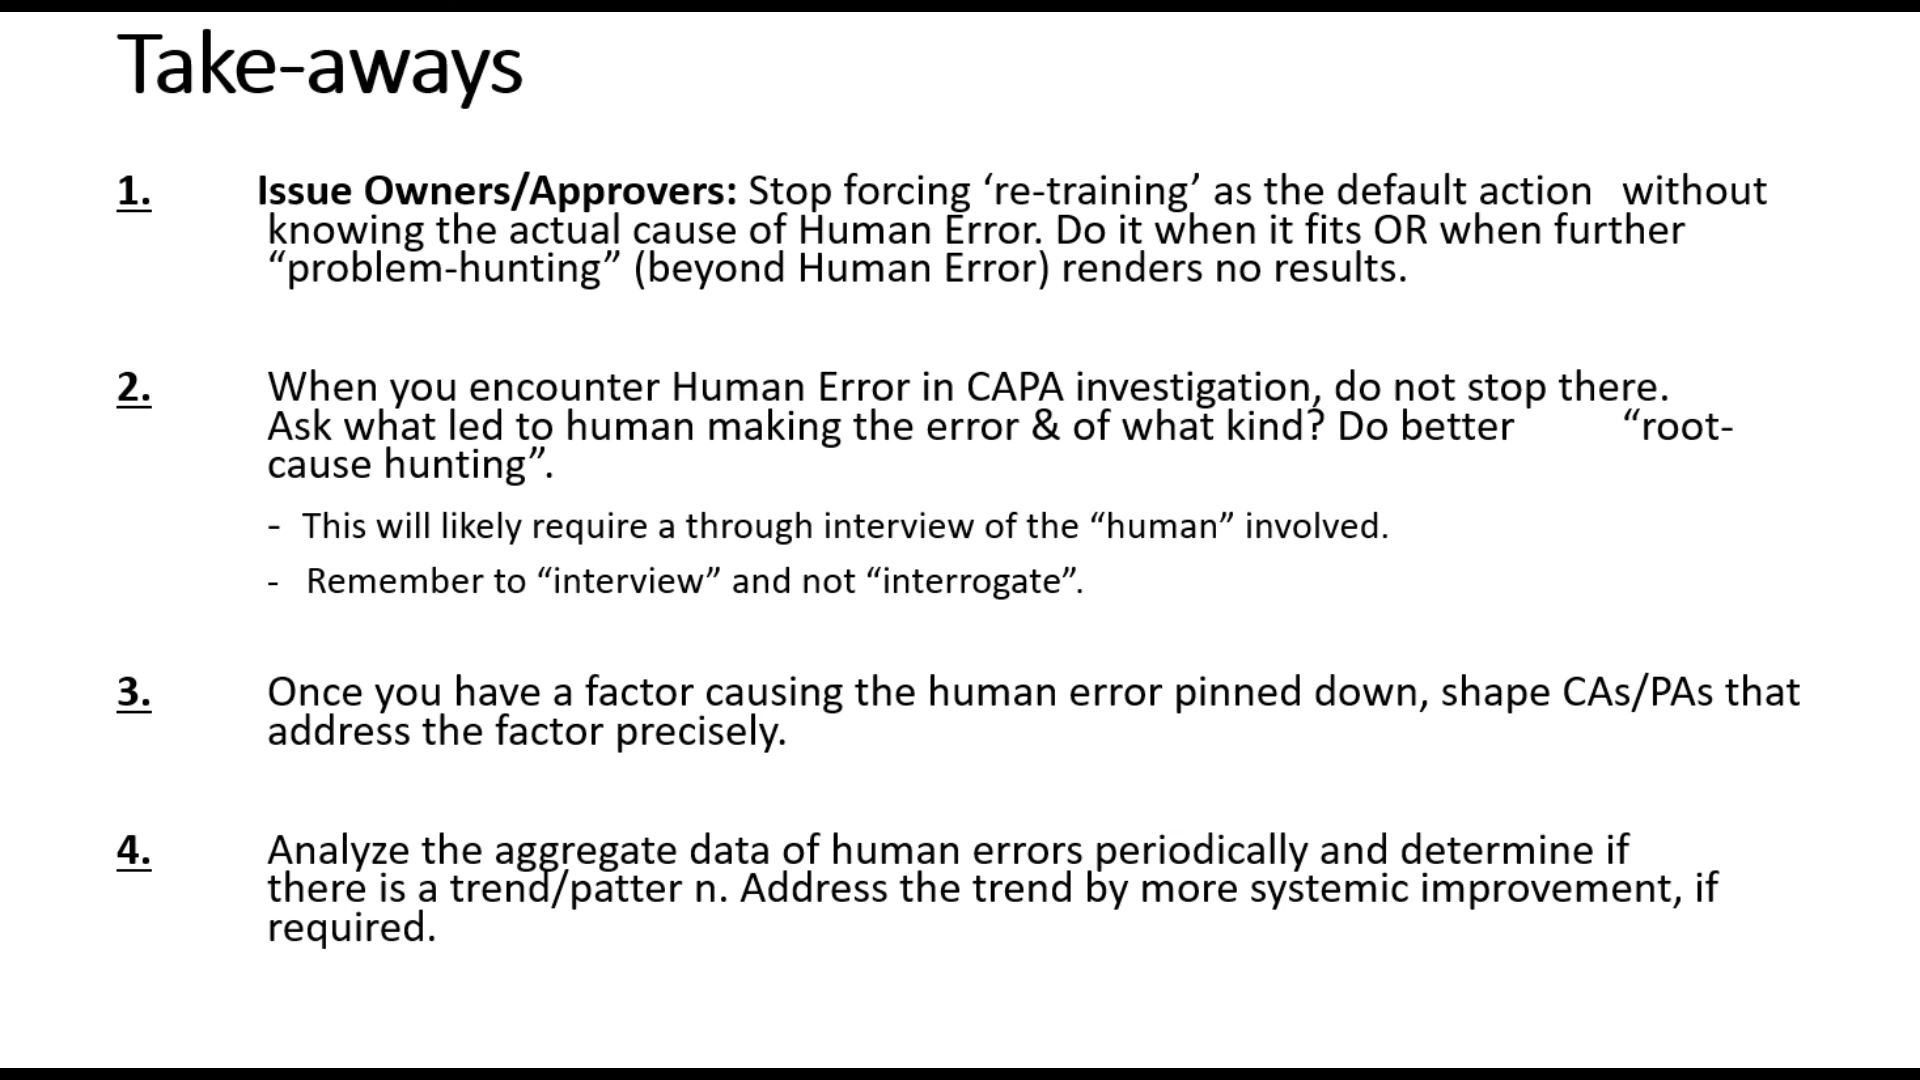 Take-aways
1. Issue Owners/Approvers: Stop forcing ‘re-training’ as the default action without
knowing the actual cause of Human Error. Do it when it fits OR when further
“problem-hunting” (beyond Human Error) renders no results.
2. When you encounter Human Error in CAPA investigation, do not stop there.
Ask what led to human making the error & of what kind? Do better “root-
cause hunting”.
- This will likely require a through interview of the “human” involved.
- Remember to “interview” and not “interrogate”.
3. Once you have a factor causing the human error pinned down, shape CAs/PAs that
address the factor precisely.
4. Analyze the aggregate data of human errors periodically and determine if
there is a trend/patter n. Address the trend by more systemic improvement, if
required.